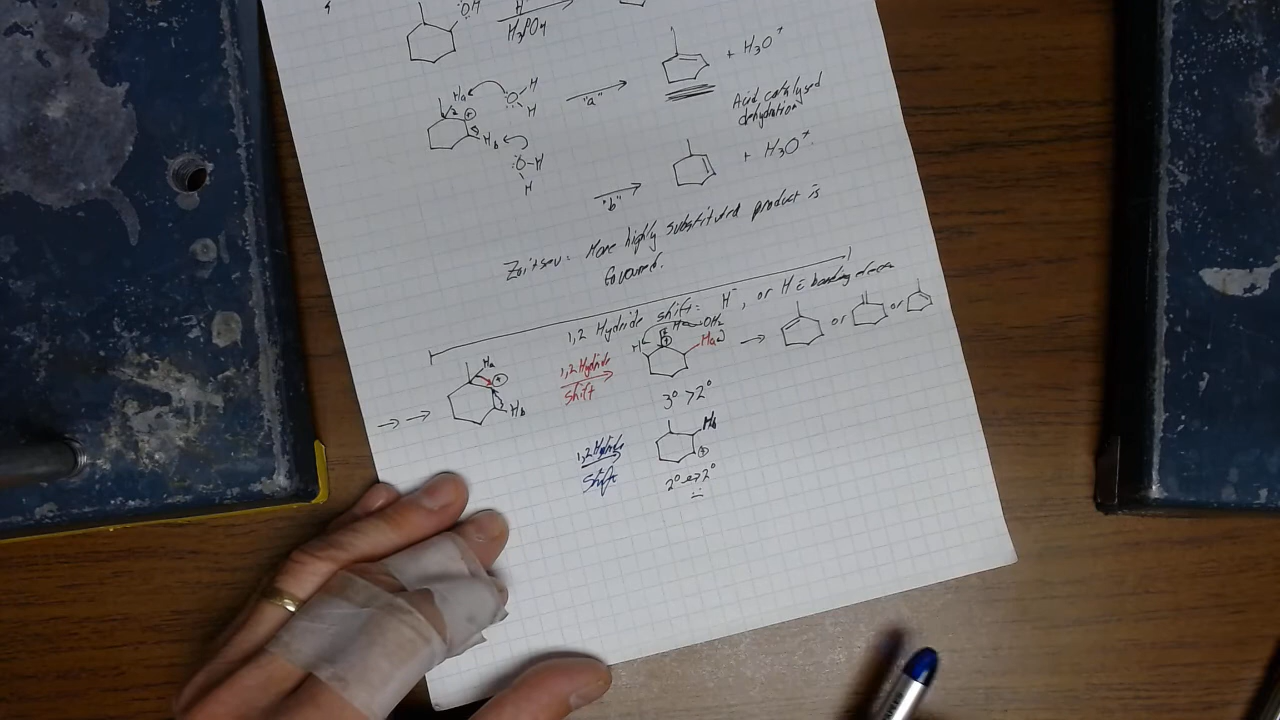 :OH
H⁺
H₃PO₄
+ H₃O⁺
Ha
H
:O
H
"a"
Acid catalysed
dehydration
⊕
Hb
:O-H
H
+ H₃O⁺
"b"
Zaitsev: More highly substituted product is
favoured.
1,2 Hydride shift: H⁻, or H c̄ bonding
Ha
⊕
Hb
1,2 Hydride
Shift
H
H
OH₂
⊕
Ha
or
or
3° > 2°
1,2 Hydride
Shift
Hb
⊕
2° 2°